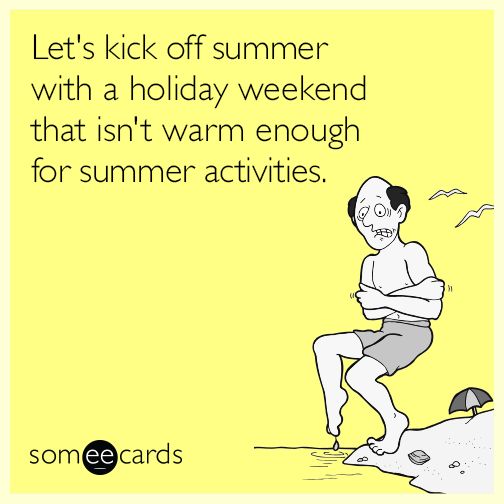 Let's kick off summer
with a holiday weekend
that isn't warm enough
for summer activities.
someecards